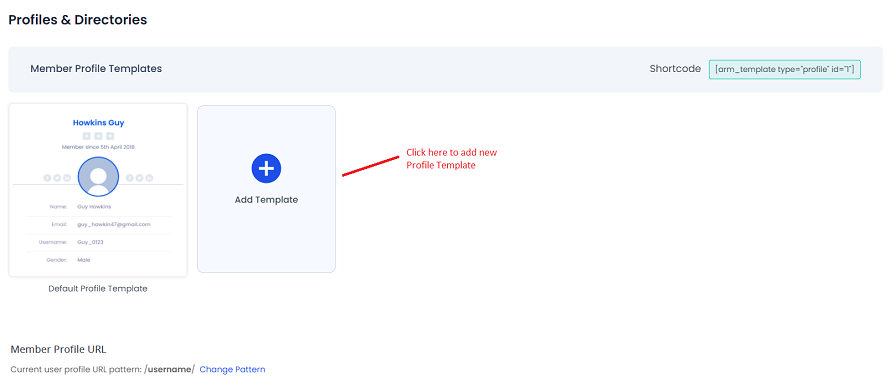 Profiles & Directories
Member Profile Templates
Shortcode [arm_template type="profile" id="1"]
Howkins Guy
Member since 5th April 2018
Name: Guy Howkins
Email: guy_howkin47@gmail.com
Username: Guy_0123
Gender: Male
Default Profile Template
Add Template
Click here to add new
Profile Template
Member Profile URL
Current user profile URL pattern: /username/ Change Pattern